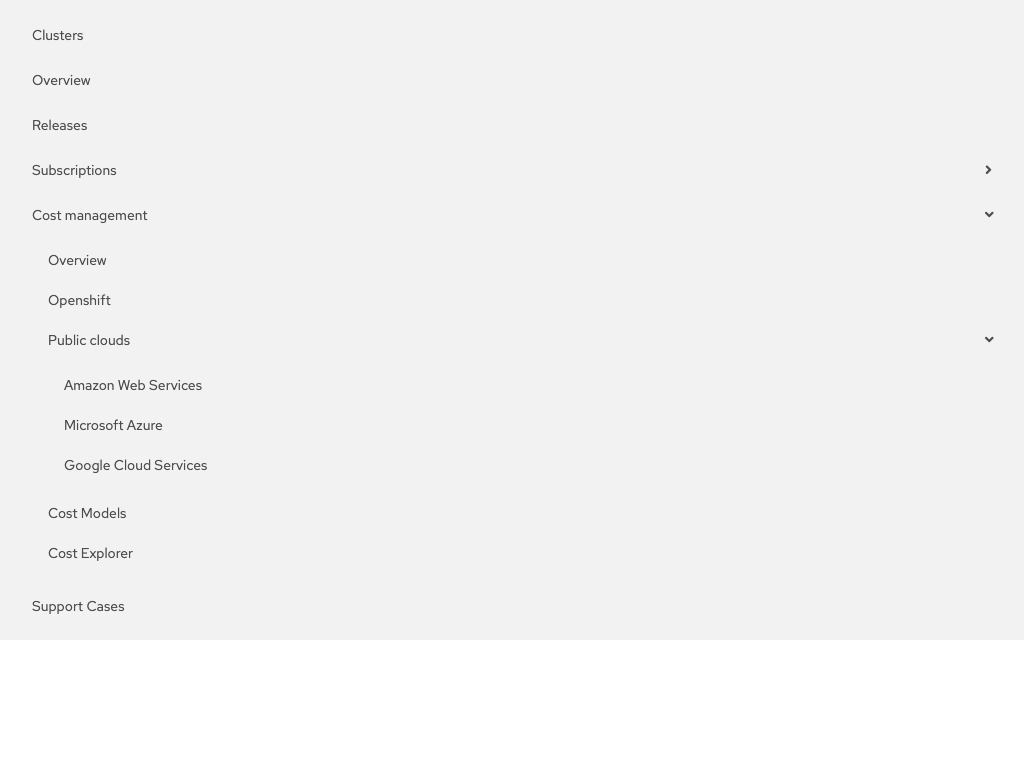 Clusters
Overview
Releases
Subscriptions
Cost management
Overview
Openshift
Public clouds
Amazon Web Services
Microsoft Azure
Google Cloud Services
Cost Models
Cost Explorer
Support Cases